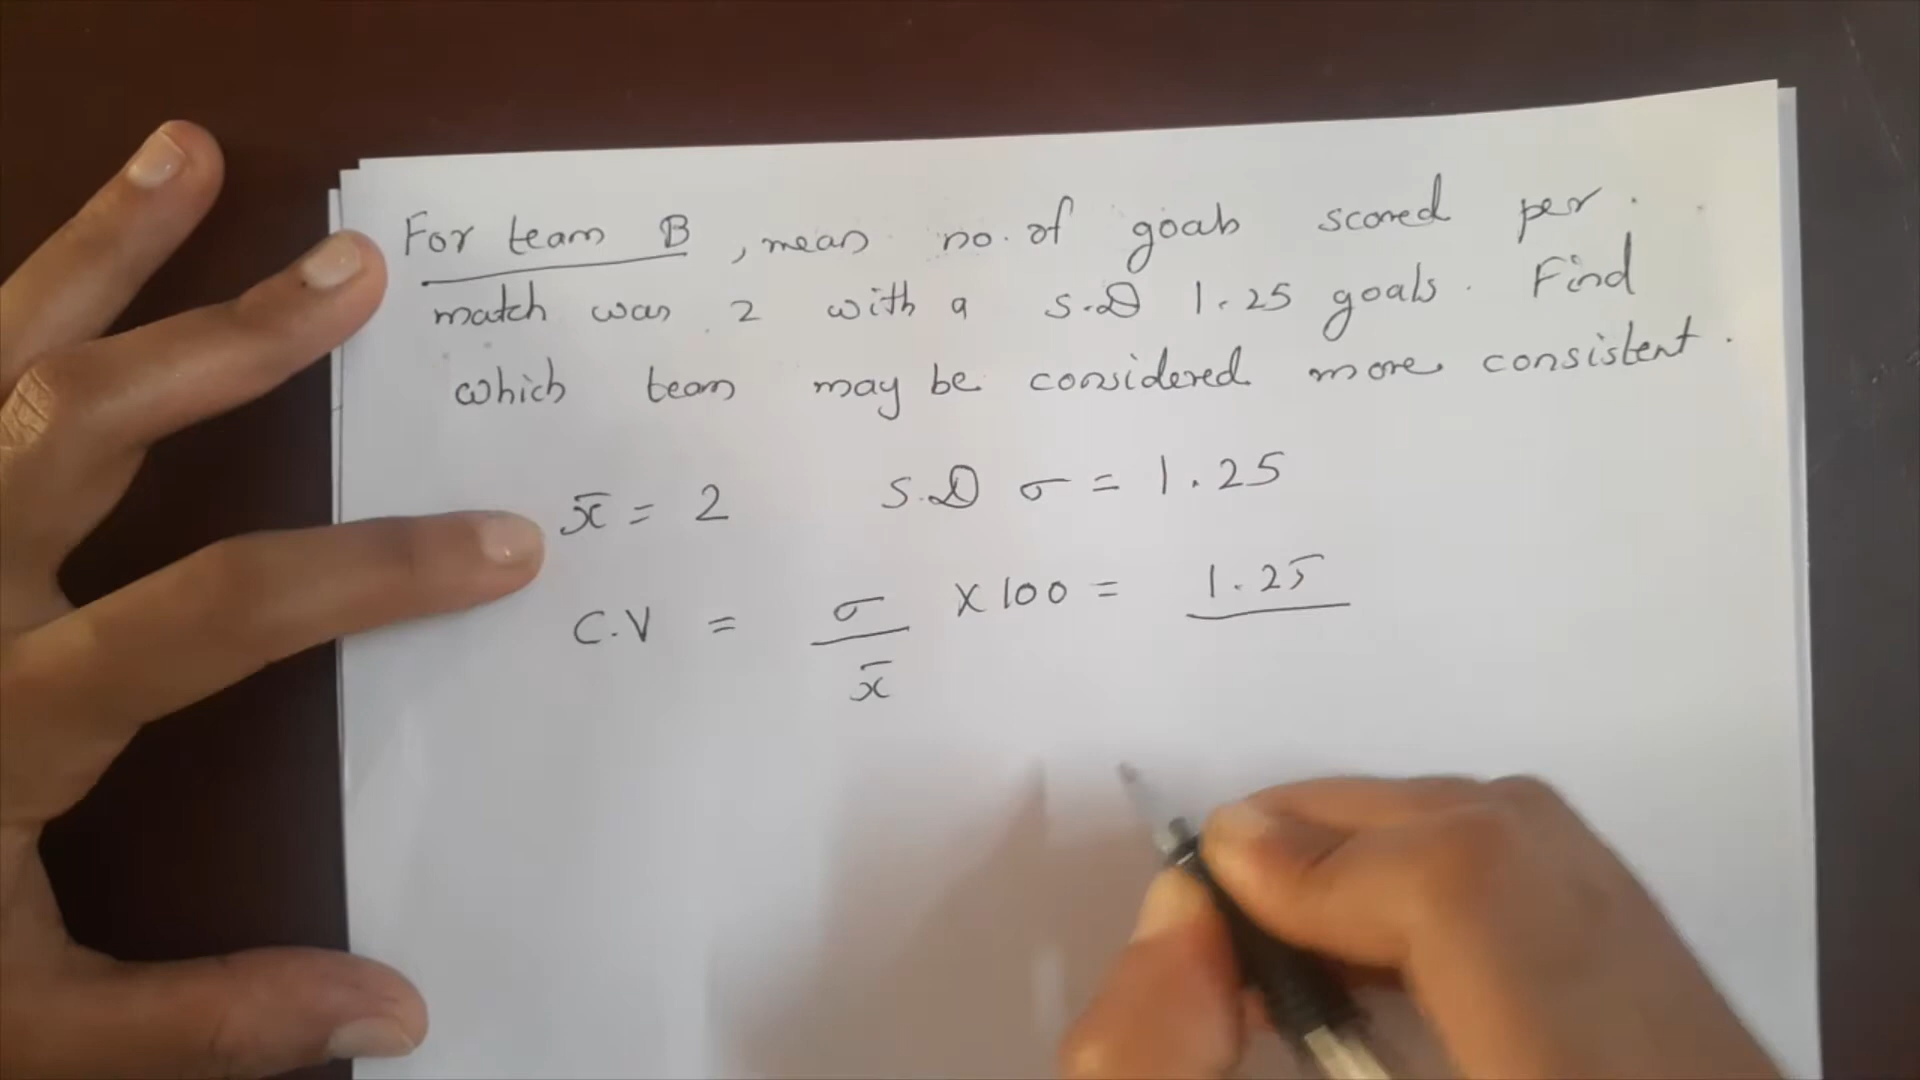 For team B, mean no. of goals scored per
match was 2 with a S.D 1.25 goals. Find
which team may be considered more consistent.
x̄ = 2 S.D σ = 1.25
C.V = σ/x̄ × 100 = 1.25